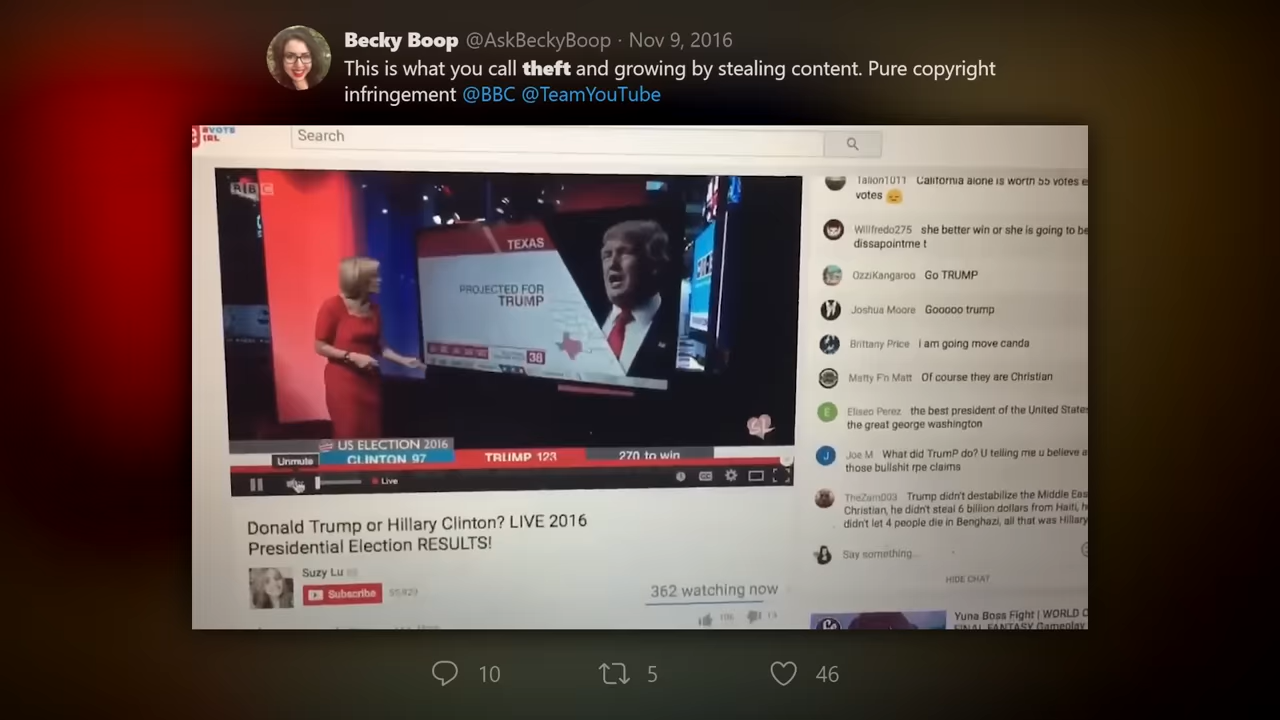 Becky Boop @AskBeckyBoop · Nov 9, 2016
This is what you call theft and growing by stealing content. Pure copyright
infringement @BBC @TeamYouTube
#VOTE
IRL
Search
BBC
TEXAS
PROJECTED FOR
TRUMP
38
US ELECTION 2016
CLINTON 97
TRUMP 123
270 to win
Unmute
Live
Donald Trump or Hillary Clinton? LIVE 2016
Presidential Election RESULTS!
Suzy Lu
Subscribe
362 watching now
Talion1011 California alone is worth 55 votes e
votes
Willfredo275 she better win or she is going to be
dissapointme t
OzziKangaroo Go TRUMP
Joshua Moore Gooooo trump
Brittany Price i am going move canda
Matty F'n Matt Of course they are Christian
E
Eliseo Perez the best president of the United States
the great george washington
J
Joe M What did TrumP do? U telling me u believe a
those bullshit rpe claims
TheZam003 Trump didn't destabilize the Middle Eas
Christian, he didn't steal 6 billion dollars from Haiti, h
didn't let 4 people die in Benghazi, all that was Hillary
Say something...
HIDE CHAT
Yuna Boss Fight | WORLD O
FINAL FANTASY Gameplay
10
5
46